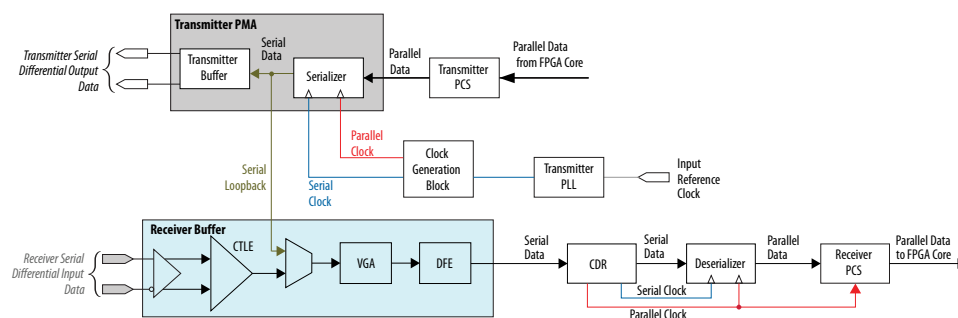 Transmitter PMA
Transmitter Serial
Differential Output
Data
Transmitter
Buffer
Serial
Data
Serializer
Parallel
Data
Transmitter
PCS
Parallel Data
from FPGA Core
Parallel
Clock
Serial
Loopback
Serial
Clock
Clock
Generation
Block
Transmitter
PLL
Input
Reference
Clock
Receiver Buffer
Receiver Serial
Differential Input
Data
CTLE
VGA
DFE
Serial
Data
CDR
Serial
Data
Deserializer
Parallel
Data
Receiver
PCS
Parallel Data
to FPGA Core
Serial Clock
Parallel Clock